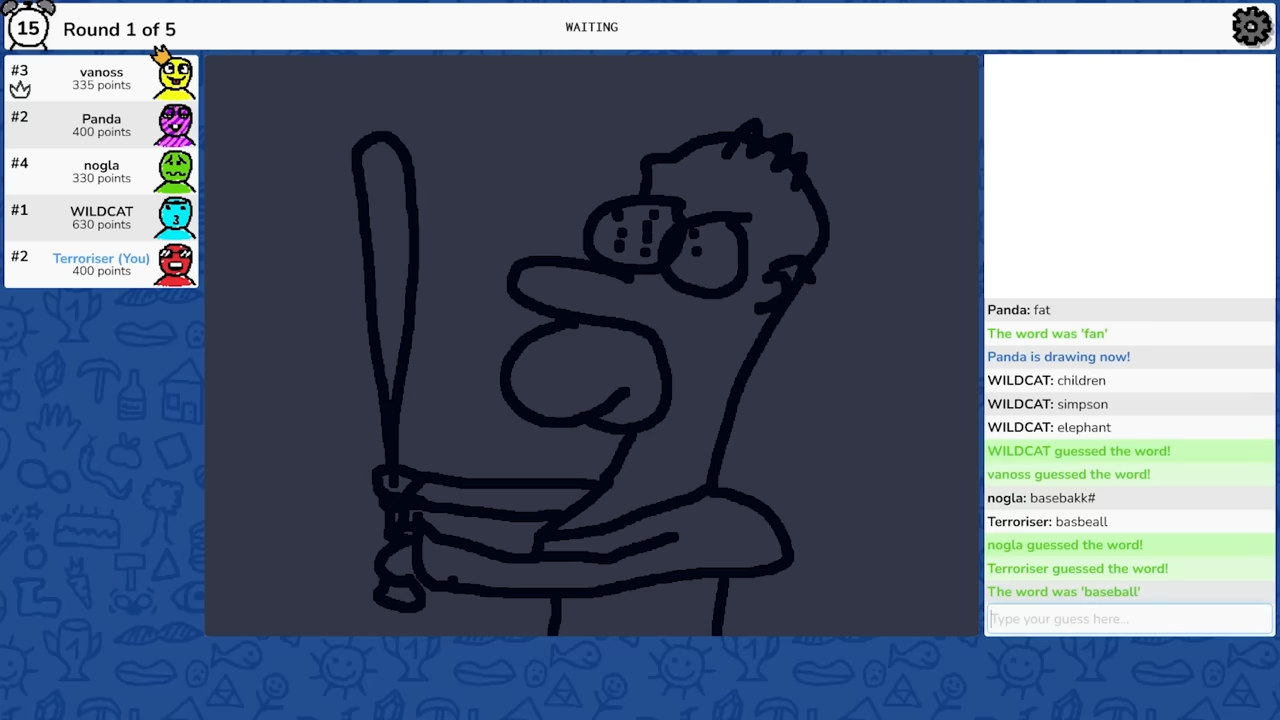 15
Round 1 of 5
WAITING
#3
vanoss
335 points
#2
Panda
400 points
#4
nogla
330 points
#1
WILDCAT
630 points
#2
Terroriser (You)
400 points
Panda: fat
The word was 'fan'
Panda is drawing now!
WILDCAT: children
WILDCAT: simpson
WILDCAT: elephant
WILDCAT guessed the word!
vanoss guessed the word!
nogla: basebakk#
Terroriser: basbeall
nogla guessed the word!
Terroriser guessed the word!
The word was 'baseball'
Type your guess here...